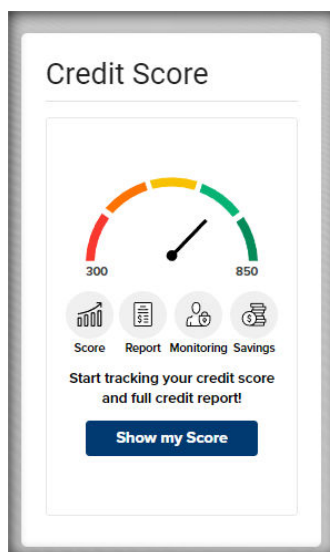 Credit Score
300 850
Score Report Monitoring Savings
Start tracking your credit score
and full credit report!
Show my Score